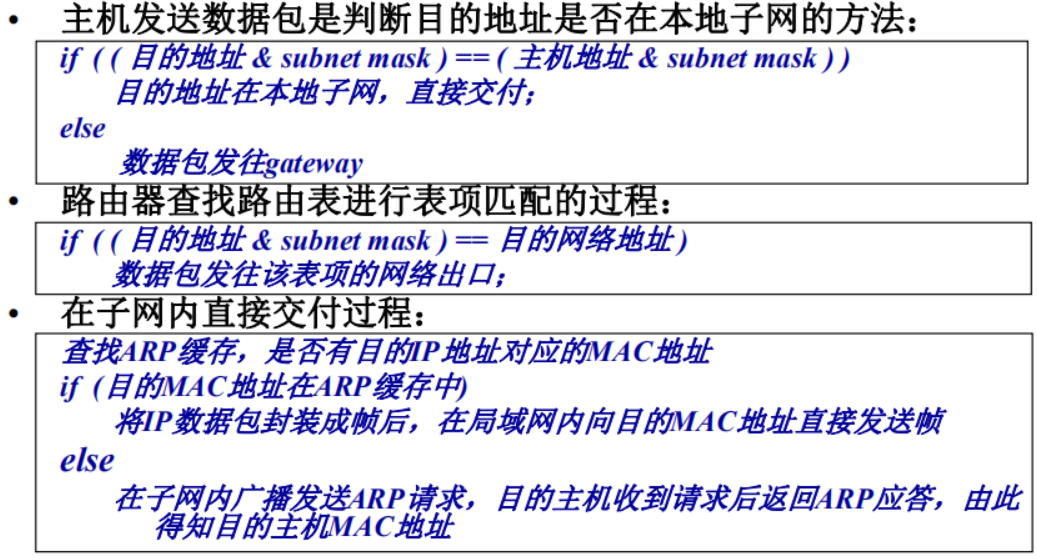 • 主机发送数据包是判断目的地址是否在本地子网的方法：
if ( ( 目的地址 & subnet mask ) == ( 主机地址 & subnet mask ) )
目的地址在本地子网，直接交付；
else
数据包发往gateway
• 路由器查找路由表进行表项匹配的过程：
if ( ( 目的地址 & subnet mask ) == 目的网络地址 )
数据包发往该表项的网络出口；
• 在子网内直接交付过程：
查找ARP缓存，是否有目的IP地址对应的MAC地址
if (目的MAC地址在ARP缓存中)
将IP数据包封装成帧后，在局域网内向目的MAC地址直接发送帧
else
在子网内广播发送ARP请求，目的主机收到请求后返回ARP应答，由此
得知目的主机MAC地址